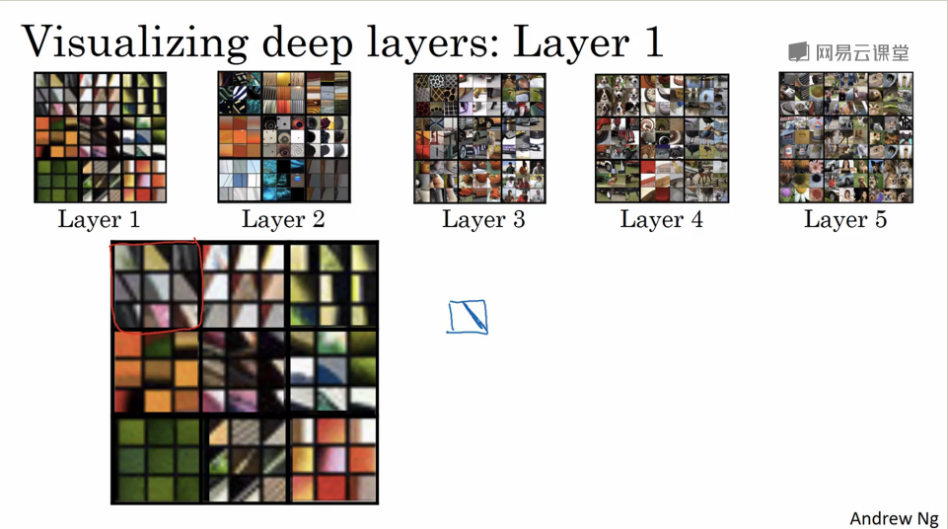 Visualizing deep layers: Layer 1
网易云课堂
Layer 1
Layer 2
Layer 3
Layer 4
Layer 5
Andrew Ng